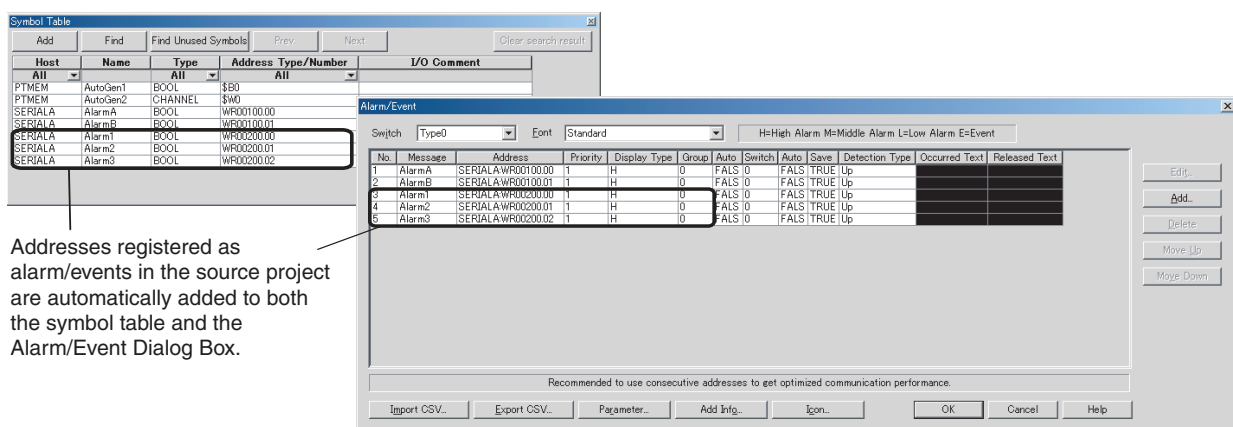 Symbol Table
Add Find Find Unused Symbols Prev. Next Clear search result
Host Name Type Address Type/Number I/O Comment
All All All
PTMEM AutoGen1 BOOL $B0
PTMEM AutoGen2 CHANNEL $W0
SERIALA AlarmA BOOL WR00100.00
SERIALA AlarmB BOOL WR00100.01
SERIALA Alarm1 BOOL WR00200.00
SERIALA Alarm2 BOOL WR00200.01
SERIALA Alarm3 BOOL WR00200.02
Addresses registered as
alarm/events in the source project
are automatically added to both
the symbol table and the
Alarm/Event Dialog Box.
Alarm/Event
Switch Type0 Font Standard H=High Alarm M=Middle Alarm L=Low Alarm E=Event
No. Message Address Priority Display Type Group Auto Switch Auto Save Detection Type Occurred Text Released Text
1 AlarmA SERIALA:WR00100.00 1 H 0 FALS 0 FALS TRUE Up
2 AlarmB SERIALA:WR00100.01 1 H 0 FALS 0 FALS TRUE Up
3 Alarm1 SERIALA:WR00200.00 1 H 0 FALS 0 FALS TRUE Up
4 Alarm2 SERIALA:WR00200.01 1 H 0 FALS 0 FALS TRUE Up
5 Alarm3 SERIALA:WR00200.02 1 H 0 FALS 0 FALS TRUE Up
Edit...
Add...
Delete
Move Up
Move Down
Recommended to use consecutive addresses to get optimized communication performance.
Import CSV... Export CSV... Parameter... Add Info... Icon... OK Cancel Help